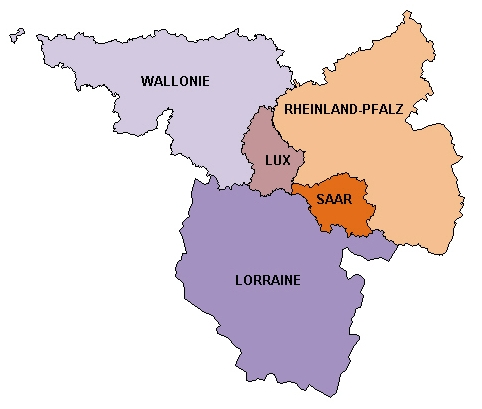 WALLONIE
RHEINLAND-PFALZ
LUX
SAAR
LORRAINE